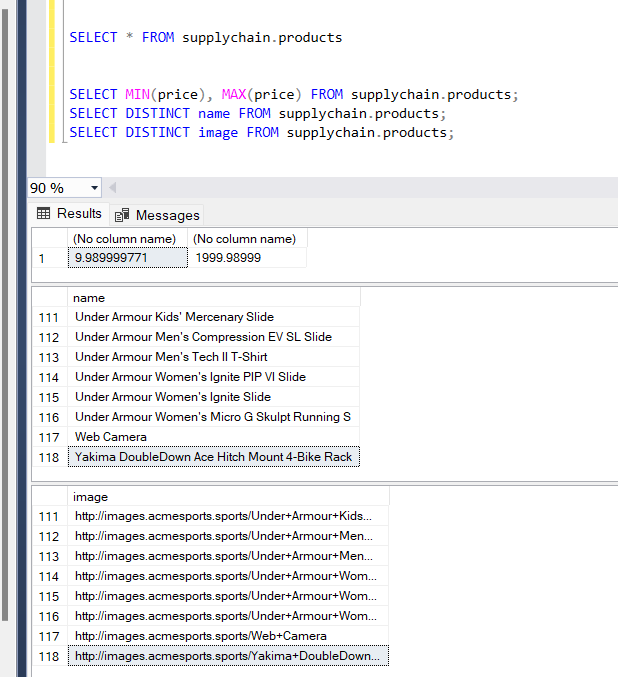 SELECT * FROM supplychain.products
SELECT MIN(price), MAX(price) FROM supplychain.products;
SELECT DISTINCT name FROM supplychain.products;
SELECT DISTINCT image FROM supplychain.products;
90 %
Results Messages
(No column name) (No column name)
1 9.989999771 1999.98999
name
111 Under Armour Kids' Mercenary Slide
112 Under Armour Men's Compression EV SL Slide
113 Under Armour Men's Tech II T-Shirt
114 Under Armour Women's Ignite PIP VI Slide
115 Under Armour Women's Ignite Slide
116 Under Armour Women's Micro G Skulpt Running S
117 Web Camera
118 Yakima DoubleDown Ace Hitch Mount 4-Bike Rack
image
111 http://images.acmesports.sports/Under+Armour+Kids...
112 http://images.acmesports.sports/Under+Armour+Men...
113 http://images.acmesports.sports/Under+Armour+Men...
114 http://images.acmesports.sports/Under+Armour+Wom...
115 http://images.acmesports.sports/Under+Armour+Wom...
116 http://images.acmesports.sports/Under+Armour+Wom...
117 http://images.acmesports.sports/Web+Camera
118 http://images.acmesports.sports/Yakima+DoubleDown...